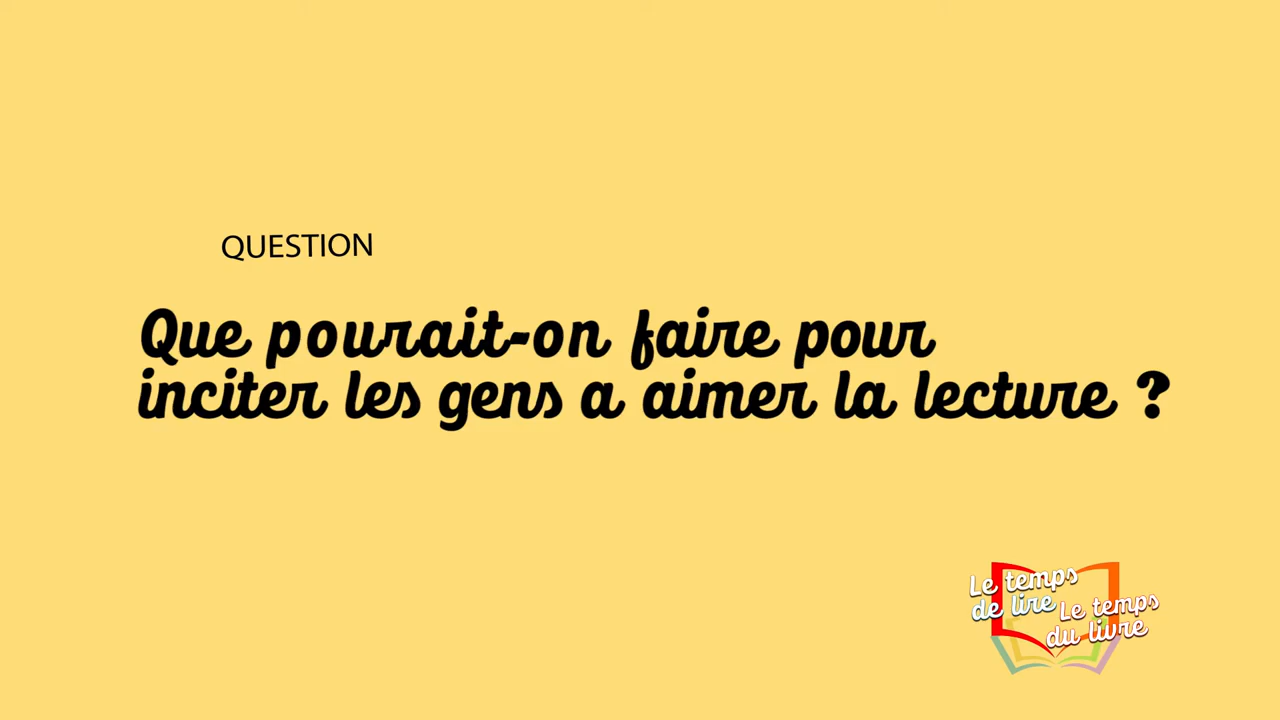 QUESTION
Que pourait-on faire pour
inciter les gens a aimer la lecture ?
Le temps
de lire
Le temps
du livre